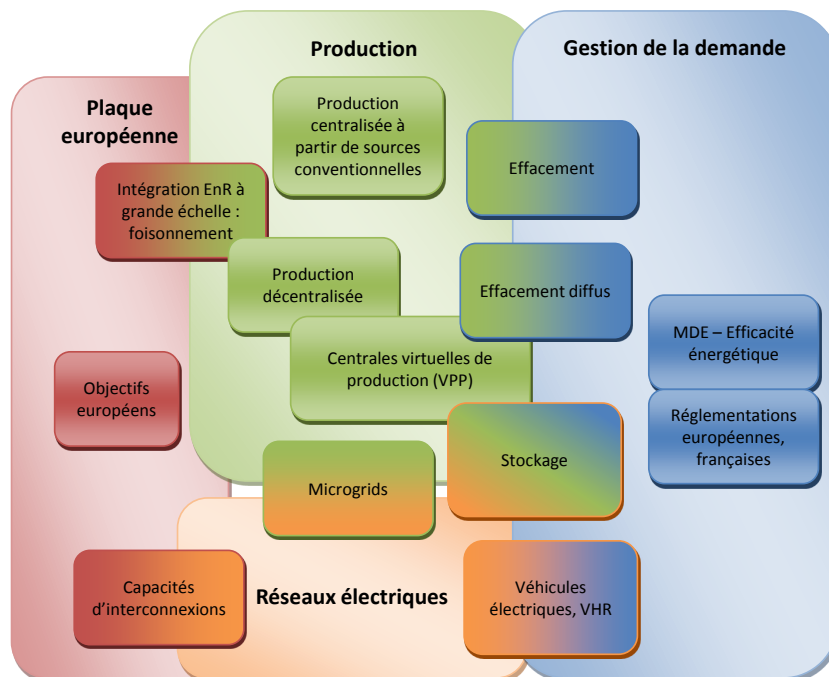 Production
Gestion de la demande
Plaque
européenne
Production
centralisée à
partir de sources
conventionnelles
Effacement
Intégration EnR à
grande échelle :
foisonnement
Production
décentralisée
Effacement diffus
MDE – Efficacité
énergétique
Centrales virtuelles de
production (VPP)
Objectifs
européens
Réglementations
européennes,
françaises
Stockage
Microgrids
Capacités
d’interconnexions
Réseaux électriques
Véhicules
électriques, VHR